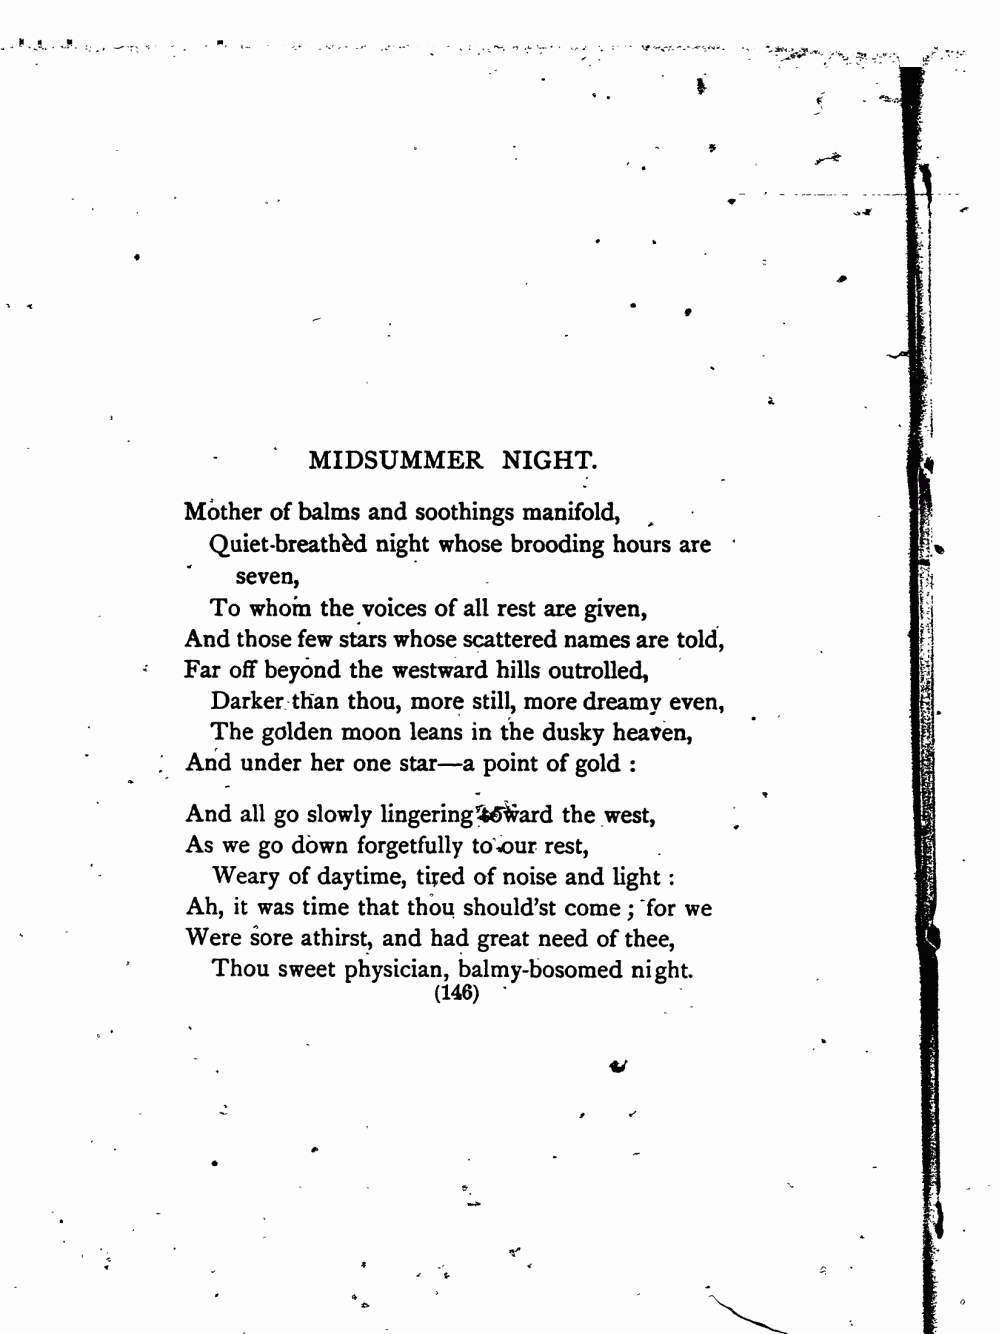 MIDSUMMER NIGHT.
Mother of balms and soothings manifold,
Quiet-breathèd night whose brooding hours are
seven,
To whom the voices of all rest are given,
And those few stars whose scattered names are told,
Far off beyond the westward hills outrolled,
Darker than thou, more still, more dreamy even,
The golden moon leans in the dusky heaven,
And under her one star—a point of gold :
And all go slowly lingering toward the west,
As we go down forgetfully to our rest,
Weary of daytime, tired of noise and light :
Ah, it was time that thou should'st come ; for we
Were sore athirst, and had great need of thee,
Thou sweet physician, balmy-bosomed night.
(146)